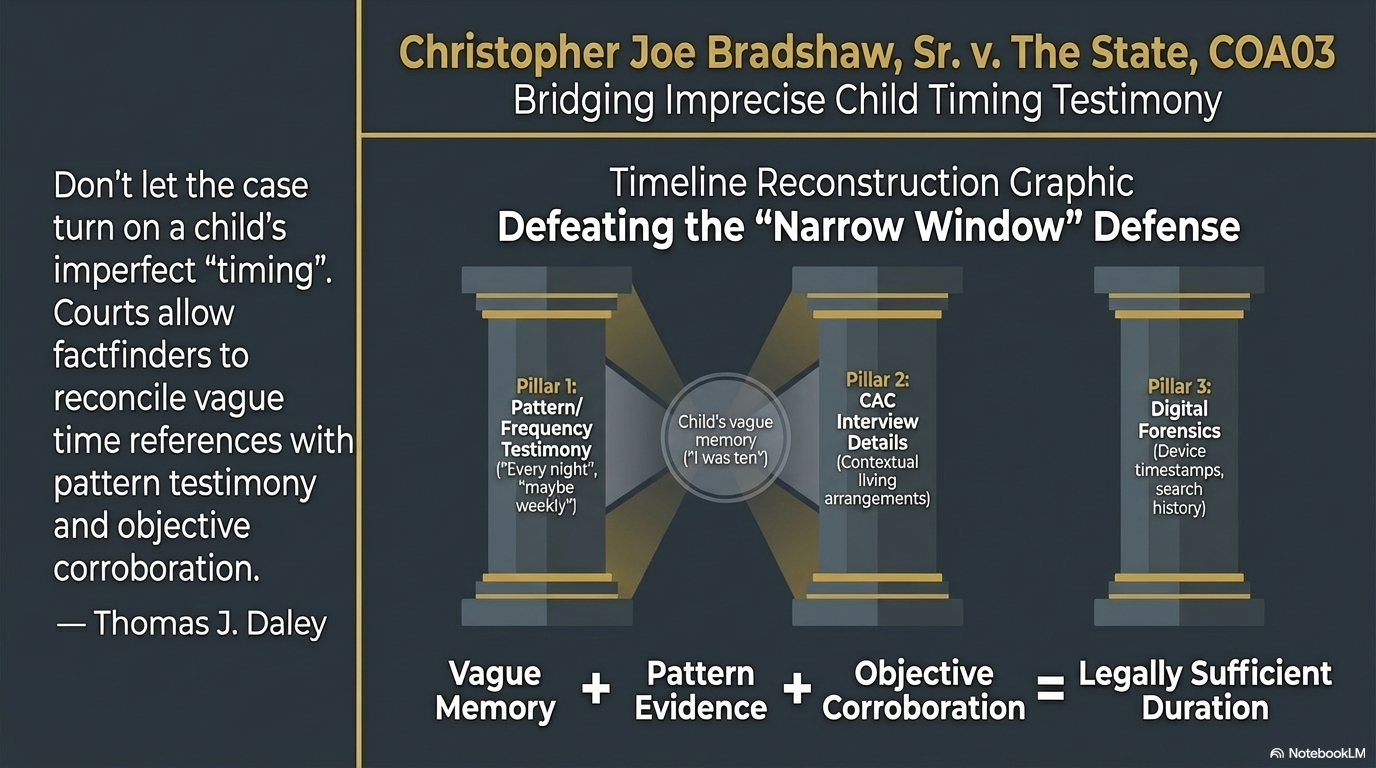 Christopher Joe Bradshaw, Sr. v. The State, COA03
Bridging Imprecise Child Timing Testimony
Don't let the case
turn on a child's
imperfect “timing”.
Courts allow
factfinders to
reconcile vague
time references with
pattern testimony
and objective
corroboration.
— Thomas J. Daley
Timeline Reconstruction Graphic
Defeating the “Narrow Window” Defense
Pillar 1:
Pattern/
Frequency
Testimony
("Every night",
"maybe
weekly")
Child's vague
memory
("I was ten")
Pillar 2:
CAC
Interview
Details
(Contextual
living
arrangements)
Pillar 3:
Digital
Forensics
(Device
timestamps,
search
history)
Vague
Memory
+
Pattern
Evidence
+
Objective
Corroboration
=
Legally Sufficient
Duration
NotebookLM